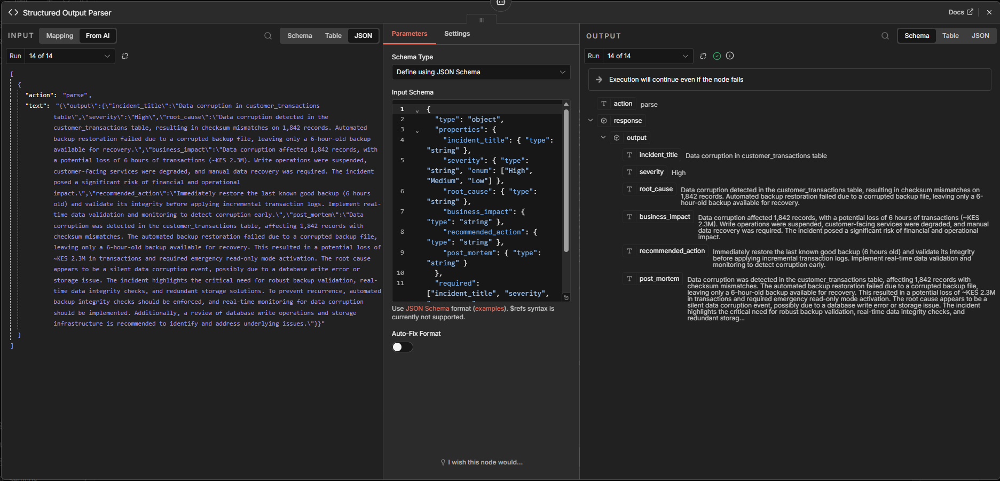 Structured Output Parser
Docs
INPUT
Mapping
From AI
Schema
Table
JSON
Run
14 of 14
[
{
"action": "parse",
"text": "{\"output\":{\"incident_title\":\"Data corruption in customer_transactions
table\",\"severity\":\"High\",\"root_cause\":\"Data corruption detected in the
customer_transactions table, resulting in checksum mismatches on 1,842 records. Automated
backup restoration failed due to a corrupted backup file, leaving only a 6-hour-old backup
available for recovery.\",\"business_impact\":\"Data corruption affected 1,842 records, with
a potential loss of 6 hours of transactions (~KES 2.3M). Write operations were suspended,
customer-facing services were degraded, and manual data recovery was required. The incident
posed a significant risk of financial and operational
impact.\",\"recommended_action\":\"Immediately restore the last known good backup (6 hours
old) and validate its integrity before applying incremental transaction logs. Implement real-
time data validation and monitoring to detect corruption early.\",\"post_mortem\":\"Data
corruption was detected in the customer_transactions table, affecting 1,842 records with
checksum mismatches. The automated backup restoration failed due to a corrupted backup file,
leaving only a 6-hour-old backup available for recovery. This resulted in a potential loss of
~KES 2.3M in transactions and required emergency read-only mode activation. The root cause
appears to be a silent data corruption event, possibly due to a database write error or
storage issue. The incident highlights the critical need for robust backup validation, real-
time data integrity checks, and redundant storage solutions. To prevent recurrence, automated
backup integrity checks should be enforced, and real-time monitoring for data corruption
should be implemented. Additionally, a review of database write operations and storage
infrastructure is recommended to identify and address underlying issues.\"}}"
}
]
Parameters
Settings
Schema Type
Define using JSON Schema
Input Schema
1 {
2 "type": "object",
3 "properties": {
4 "incident_title": { "type":
"string" },
5 "severity": { "type":
"string", "enum": ["High",
"Medium", "Low"] },
6 "root_cause": { "type":
"string" },
7 "business_impact": {
"type": "string" },
8 "recommended_action": {
"type": "string" },
9 "post_mortem": { "type":
"string" }
10 },
11 "required":
["incident_title", "severity",
Use JSON Schema format (examples). $refs syntax is
currently not supported.
Auto-Fix Format
I wish this node would...
OUTPUT
Schema
Table
JSON
Run
14 of 14
Execution will continue even if the node fails
action parse
response
output
incident_title Data corruption in customer_transactions table
severity High
root_cause Data corruption detected in the customer_transactions table, resulting in checksum mismatches on
1,842 records. Automated backup restoration failed due to a corrupted backup file, leaving only a 6-
hour-old backup available for recovery.
business_impact Data corruption affected 1,842 records, with a potential loss of 6 hours of transactions (~KES
2.3M). Write operations were suspended, customer-facing services were degraded, and manual
data recovery was required. The incident posed a significant risk of financial and operational
impact.
recommended_action Immediately restore the last known good backup (6 hours old) and validate its integrity
before applying incremental transaction logs. Implement real-time data validation and
monitoring to detect corruption early.
post_mortem Data corruption was detected in the customer_transactions table, affecting 1,842 records with
checksum mismatches. The automated backup restoration failed due to a corrupted backup file,
leaving only a 6-hour-old backup available for recovery. This resulted in a potential loss of ~KES 2.3M
in transactions and required emergency read-only mode activation. The root cause appears to be a
silent data corruption event, possibly due to a database write error or storage issue. The incident
highlights the critical need for robust backup validation, real-time data integrity checks, and
redundant storag...